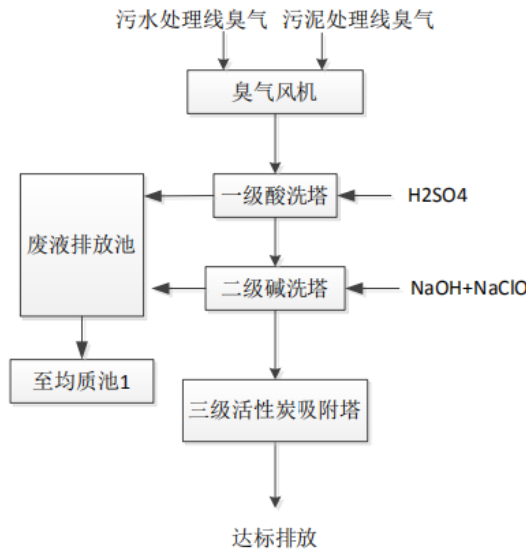 污水处理线臭气 污泥处理线臭气
臭气风机
一级酸洗塔
H2SO4
废液排放池
二级碱洗塔
NaOH+NaClO
至均质池1
三级活性炭吸附塔
达标排放